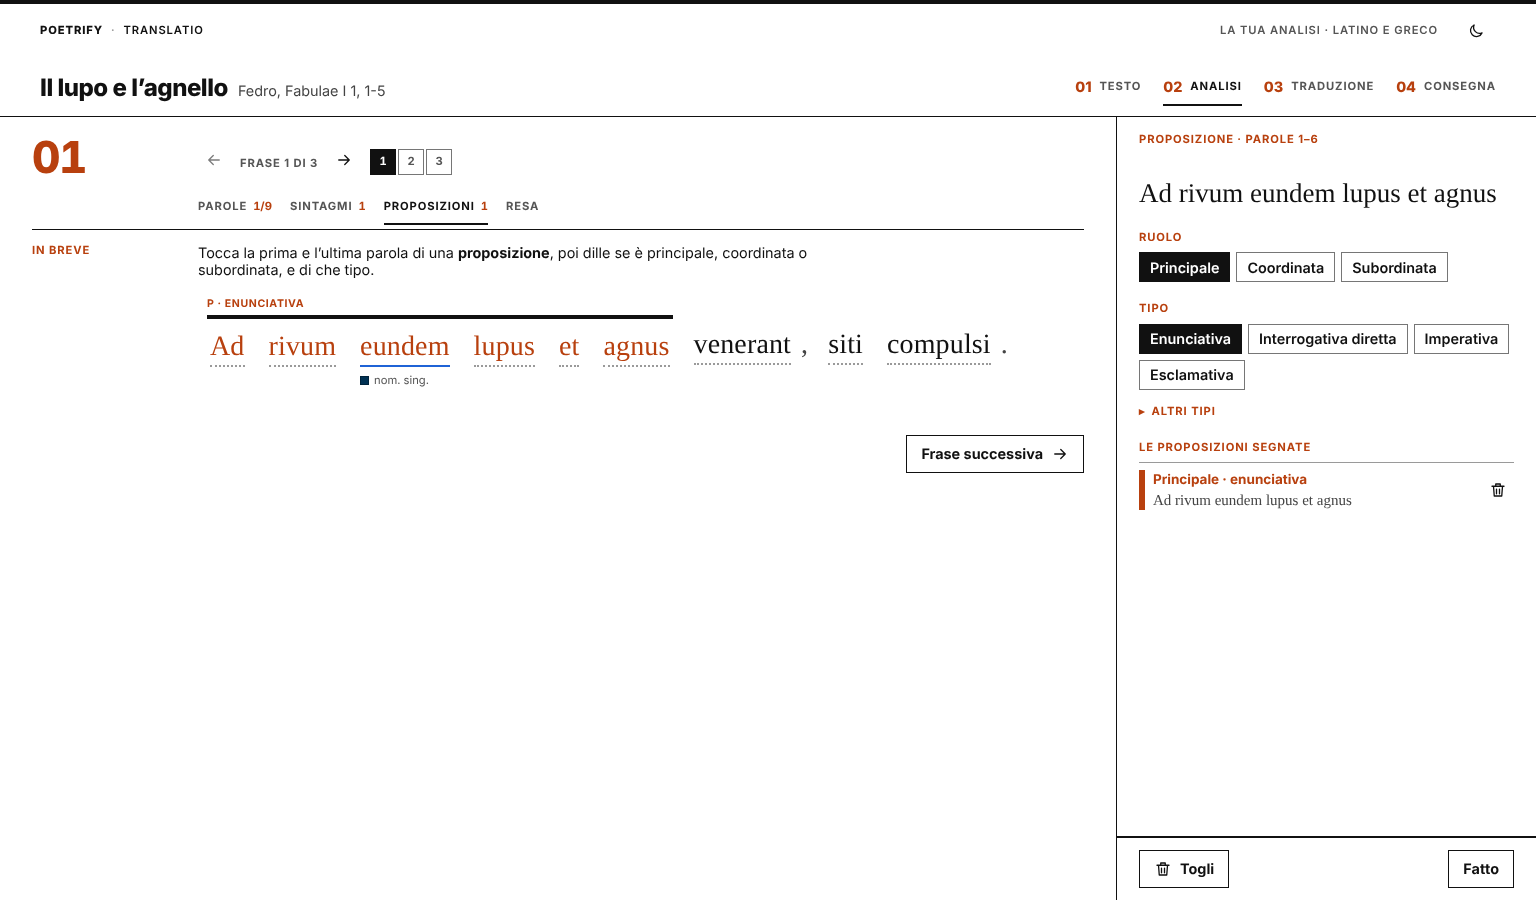 POETRIFY · TRANSLATIO
LA TUA ANALISI · LATINO E GRECO
Il lupo e l’agnello Fedro, Fabulae I 1, 1-5
01 TESTO 02 ANALISI 03 TRADUZIONE 04 CONSEGNA
01
← FRASE 1 DI 3 → 1 2 3
PAROLE 1/9 SINTAGMI 1 PROPOSIZIONI 1 RESA
IN BREVE
Tocca la prima e l’ultima parola di una proposizione, poi dille se è principale, coordinata o
subordinata, e di che tipo.
P · ENUNCIATIVA
Ad rivum eundem lupus et agnus venerant , siti compulsi .
nom. sing.
Frase successiva →
PROPOSIZIONE · PAROLE 1–6
Ad rivum eundem lupus et agnus
RUOLO
Principale Coordinata Subordinata
TIPO
Enunciativa Interrogativa diretta Imperativa
Esclamativa
▸ ALTRI TIPI
LE PROPOSIZIONI SEGNATE
Principale · enunciativa
Ad rivum eundem lupus et agnus
Togli Fatto